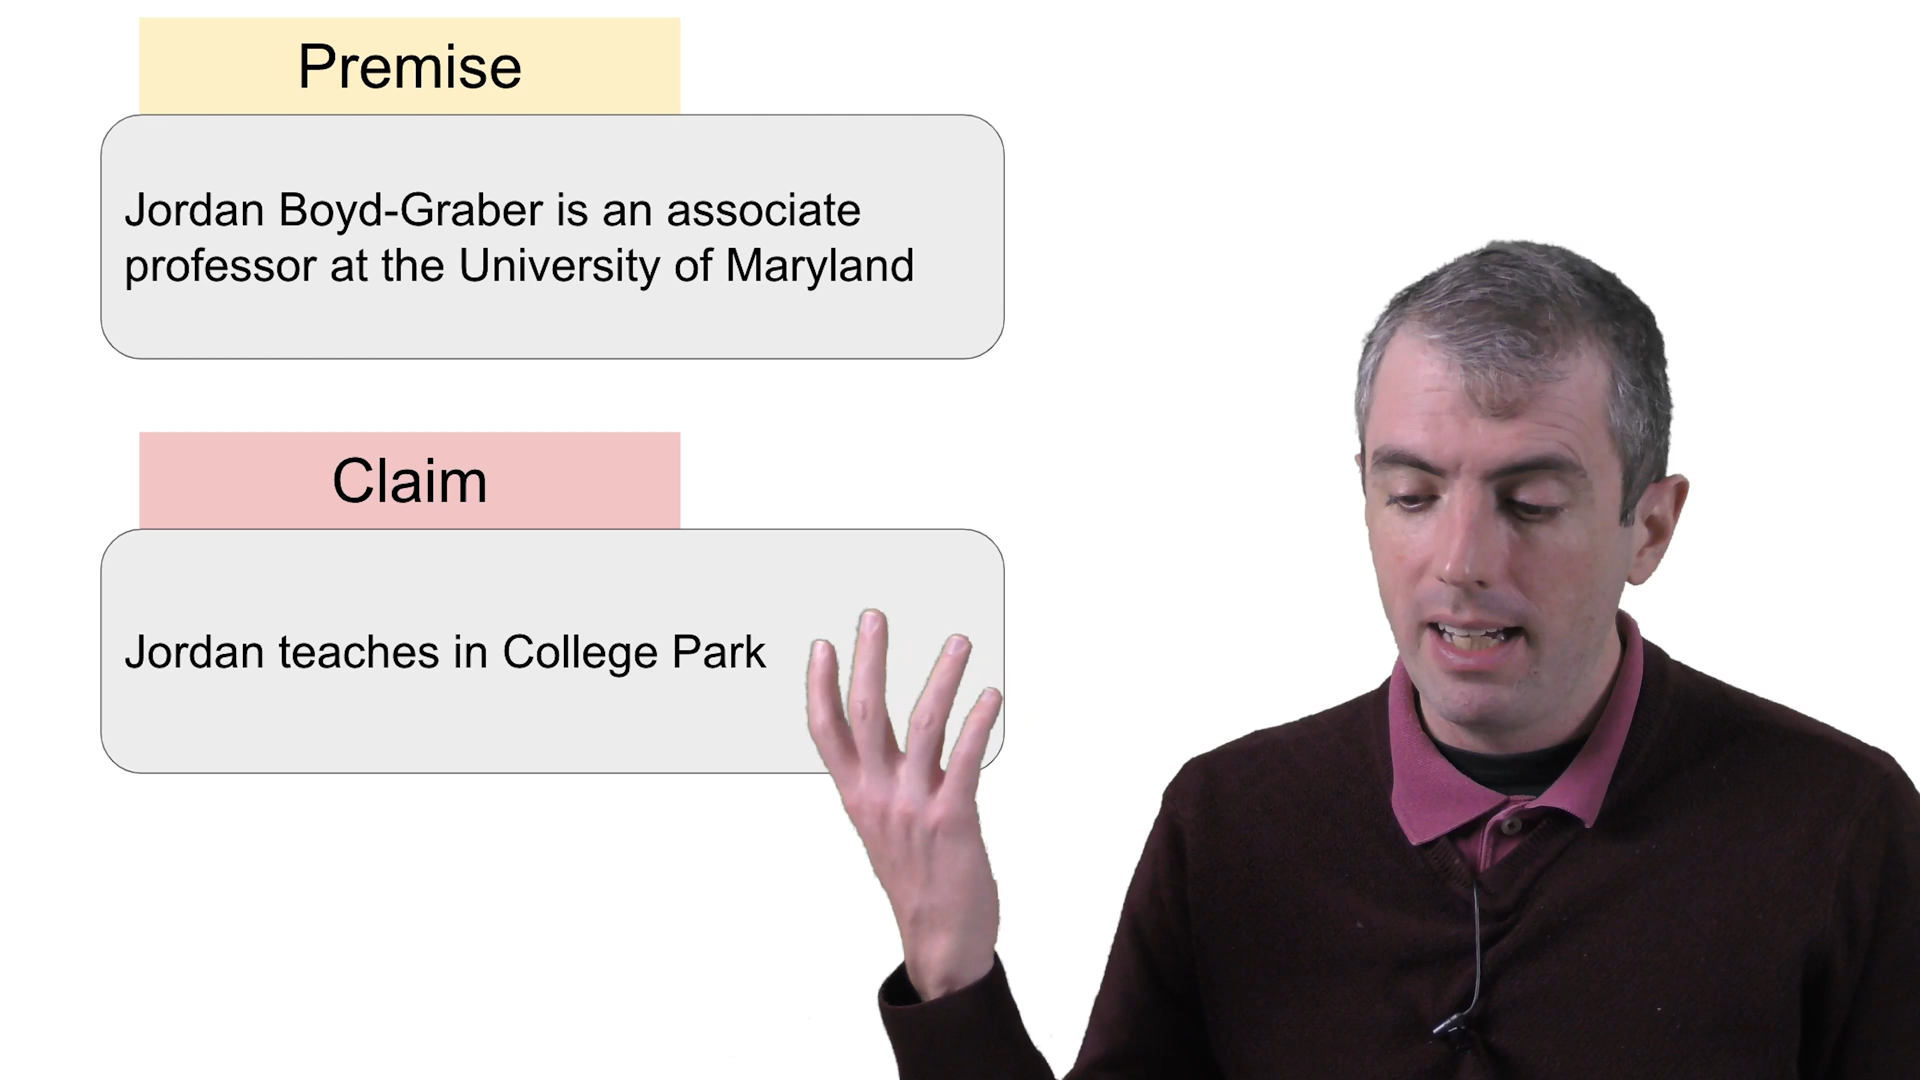 Premise
Jordan Boyd-Graber is an associate
professor at the University of Maryland
Claim
Jordan teaches in College Park